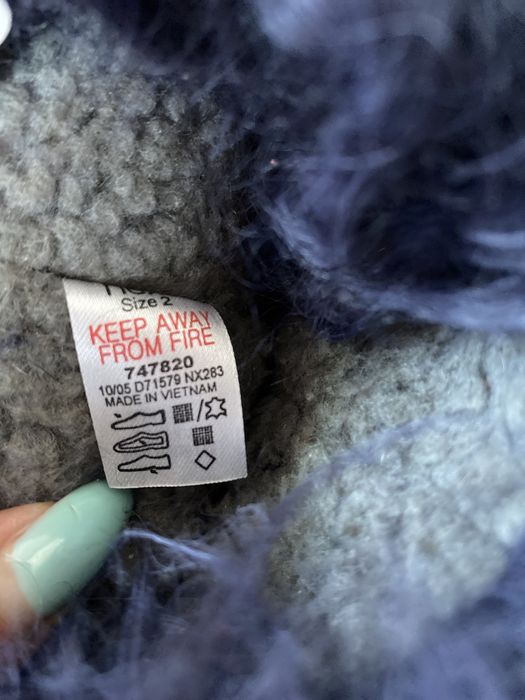 Size 2
KEEP AWAY
FROM FIRE
747820
10/05 D71579 NX283
MADE IN VIETNAM